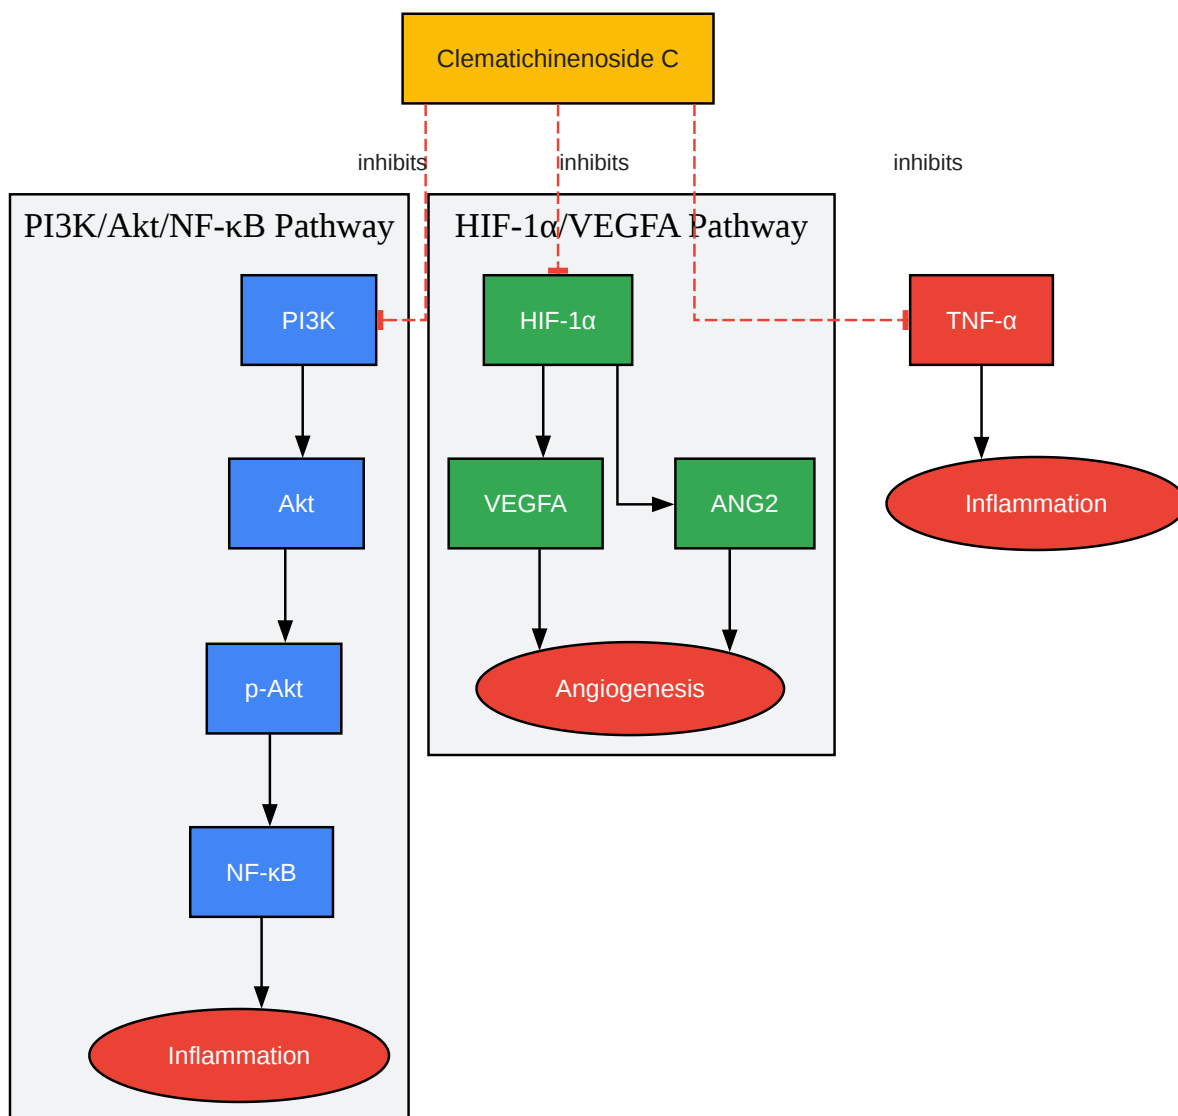 Clematichinenoside C
inhibits
inhibits
inhibits
PI3K/Akt/NF-κB Pathway
HIF-1α/VEGFA Pathway
PI3K
HIF-1α
TNF-α
Akt
VEGFA
ANG2
Inflammation
p-Akt
Angiogenesis
NF-κB
Inflammation